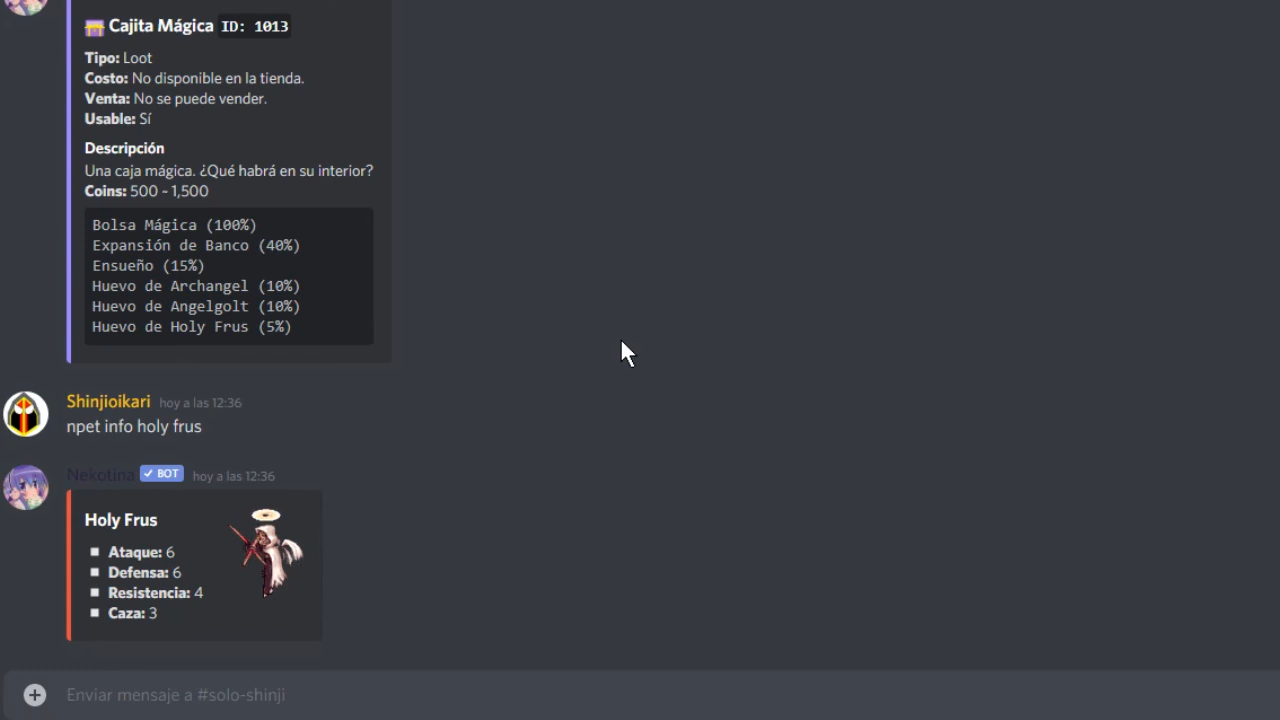 Cajita Mágica ID: 1013
Tipo: Loot
Costo: No disponible en la tienda.
Venta: No se puede vender.
Usable: Sí
Descripción
Una caja mágica. ¿Qué habrá en su interior?
Coins: 500 ~ 1,500
Bolsa Mágica (100%)
Expansión de Banco (40%)
Ensueño (15%)
Huevo de Archangel (10%)
Huevo de Angelgolt (10%)
Huevo de Holy Frus (5%)
Shinjioikari hoy a las 12:36
npet info holy frus
Nekotina ✓ BOT hoy a las 12:36
Holy Frus
Ataque: 6
Defensa: 6
Resistencia: 4
Caza: 3
Enviar mensaje a #solo-shinji